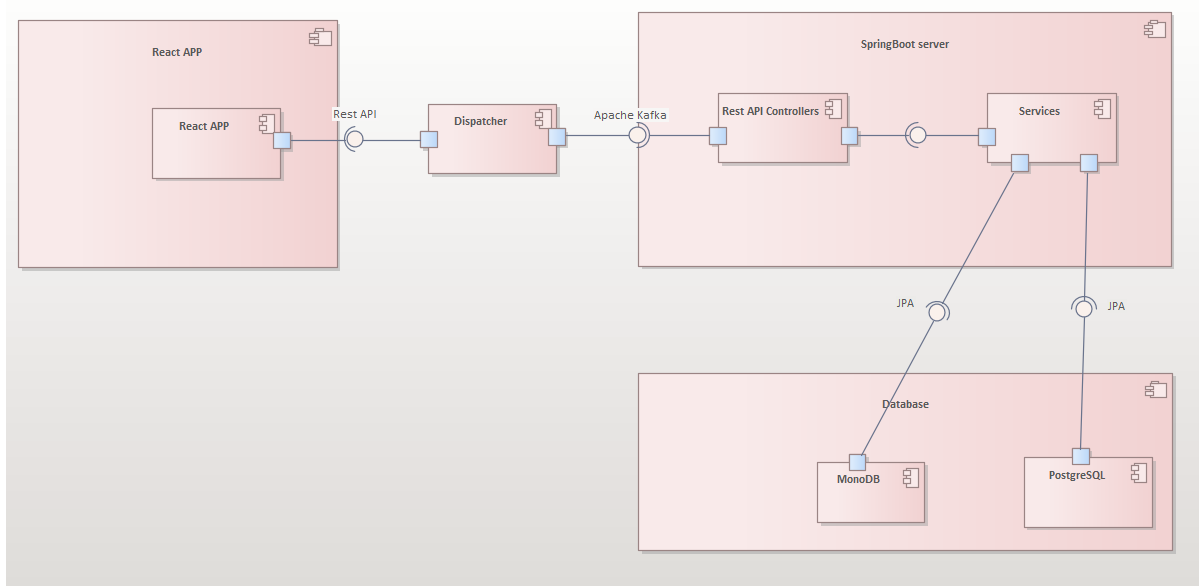 React APP
SpringBoot server
React APP
Rest API
Dispatcher
Apache Kafka
Rest API Controllers
Services
JPA
JPA
Database
MonoDB
PostgreSQL